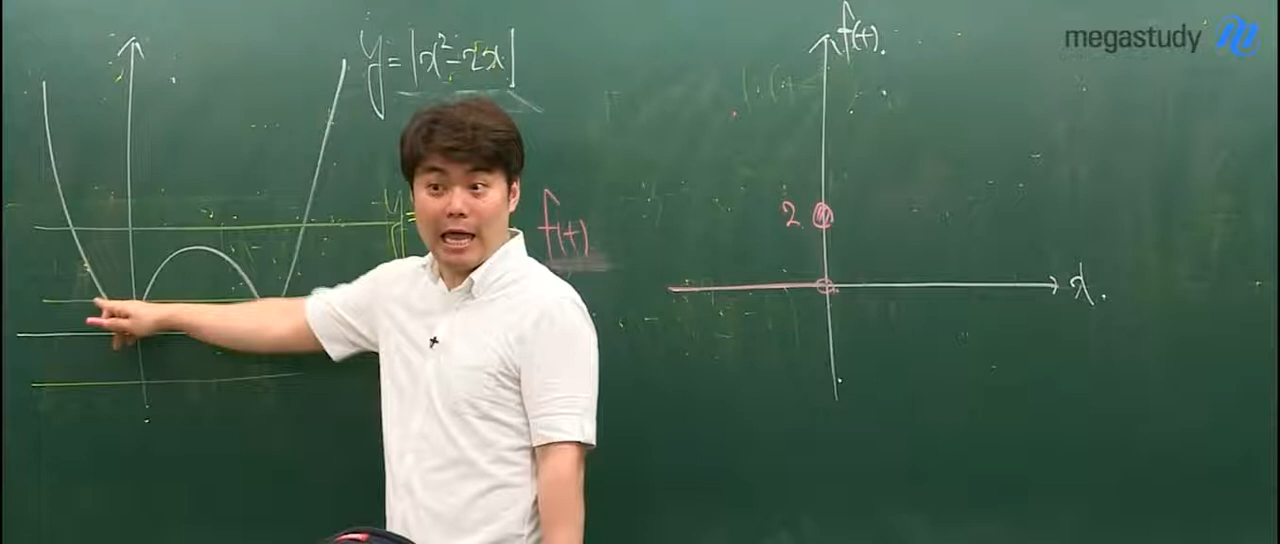 y = |x² - 2x|
f(t).
megastudy
y =
f(t).
2
x.